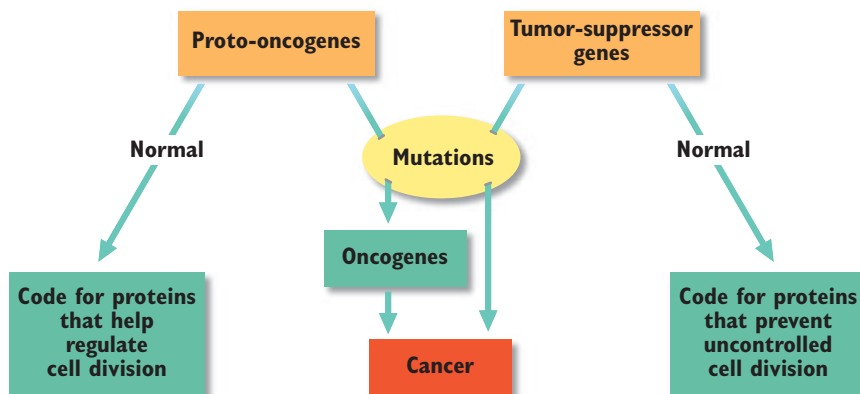 Proto-oncogenes
Tumor-suppressor
genes
Normal
Mutations
Normal
Oncogenes
Code for proteins
that help
regulate
cell division
Cancer
Code for proteins
that prevent
uncontrolled
cell division